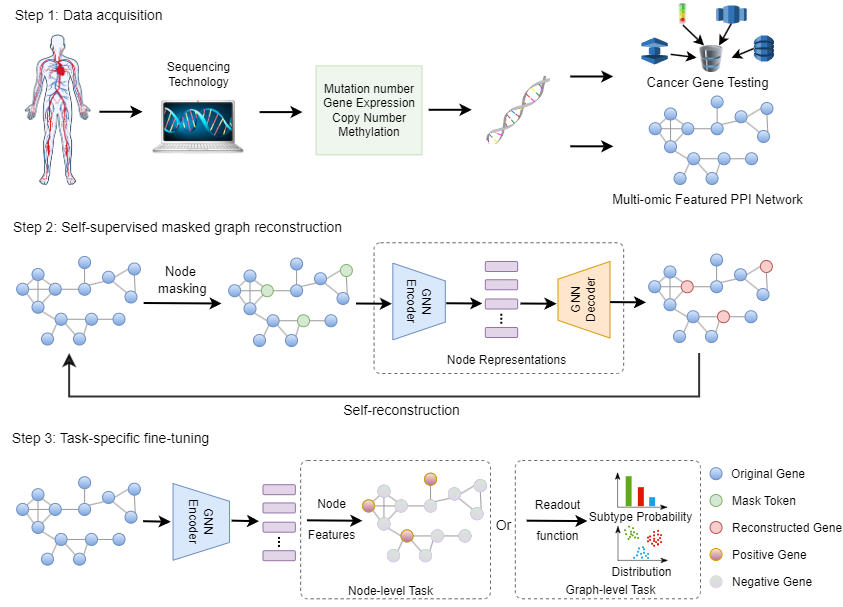 Step 1: Data acquisition
Sequencing
Technology
Mutation number
Gene Expression
Copy Number
Methylation
Cancer Gene Testing
Multi-omic Featured PPI Network
Step 2: Self-supervised masked graph reconstruction
Node
masking
GNN
Encoder
GNN
Decoder
Node Representations
Self-reconstruction
Step 3: Task-specific fine-tuning
GNN
Encoder
Node
Features
Node-level Task
Or
Readout
function
Subtype Probability
Distribution
Graph-level Task
Original Gene
Mask Token
Reconstructed Gene
Positive Gene
Negative Gene